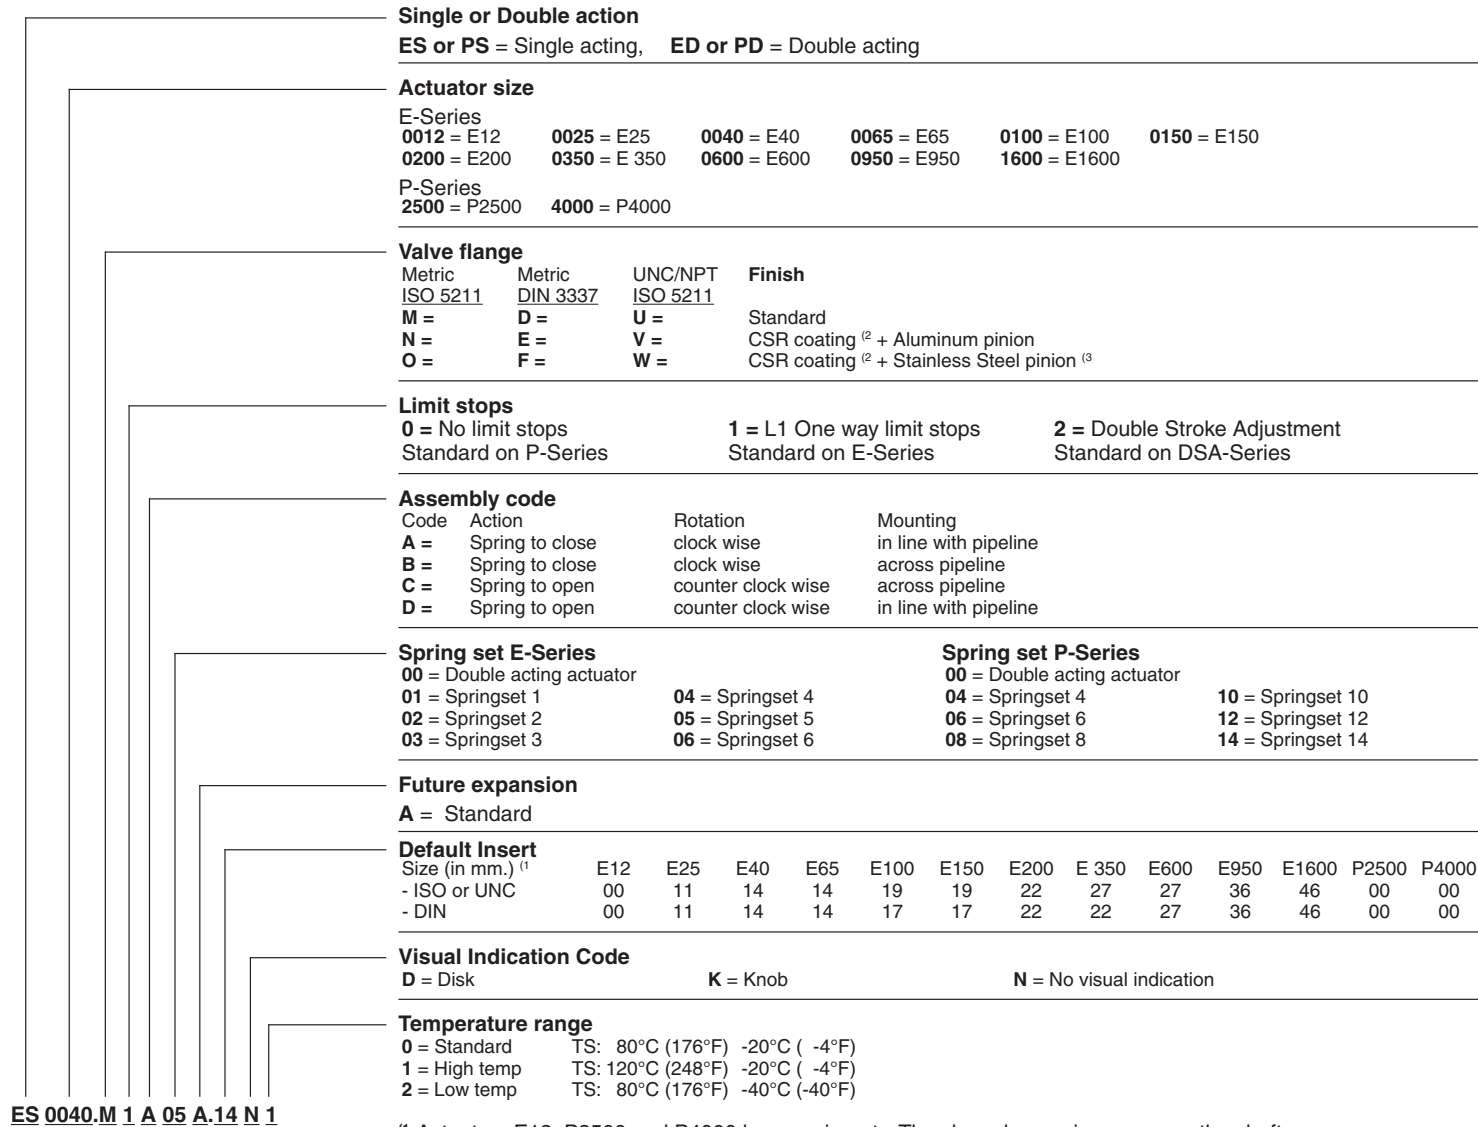 Single or Double action
ES or PS = Single acting, ED or PD = Double acting
Actuator size
E-Series
0012 = E12 0025 = E25 0040 = E40 0065 = E65 0100 = E100 0150 = E150
0200 = E200 0350 = E 350 0600 = E600 0950 = E950 1600 = E1600
P-Series
2500 = P2500 4000 = P4000
Valve flange
Metric Metric UNC/NPT Finish
ISO 5211 DIN 3337 ISO 5211
M = D = U = Standard
N = E = V = CSR coating (2 + Aluminum pinion
O = F = W = CSR coating (2 + Stainless Steel pinion (3
Limit stops
0 = No limit stops 1 = L1 One way limit stops 2 = Double Stroke Adjustment
Standard on P-Series Standard on E-Series Standard on DSA-Series
Assembly code
Code Action Rotation Mounting
A = Spring to close clock wise in line with pipeline
B = Spring to close clock wise across pipeline
C = Spring to open counter clock wise across pipeline
D = Spring to open counter clock wise in line with pipeline
Spring set E-Series Spring set P-Series
00 = Double acting actuator 00 = Double acting actuator
01 = Springset 1 04 = Springset 4 04 = Springset 4 10 = Springset 10
02 = Springset 2 05 = Springset 5 06 = Springset 6 12 = Springset 12
03 = Springset 3 06 = Springset 6 08 = Springset 8 14 = Springset 14
Future expansion
A = Standard
Default Insert
Size (in mm.) (1 E12 E25 E40 E65 E100 E150 E200 E 350 E600 E950 E1600 P2500 P4000
- ISO or UNC 00 11 14 14 19 19 22 27 27 36 46 00 00
- DIN 00 11 14 14 17 17 22 22 27 36 46 00 00
Visual Indication Code
D = Disk K = Knob N = No visual indication
Temperature range
0 = Standard TS: 80°C (176°F) -20°C ( -4°F)
1 = High temp TS: 120°C (248°F) -20°C ( -4°F)
2 = Low temp TS: 80°C (176°F) -40°C (-40°F)
ES 0040.M 1 A 05 A.14 N 1